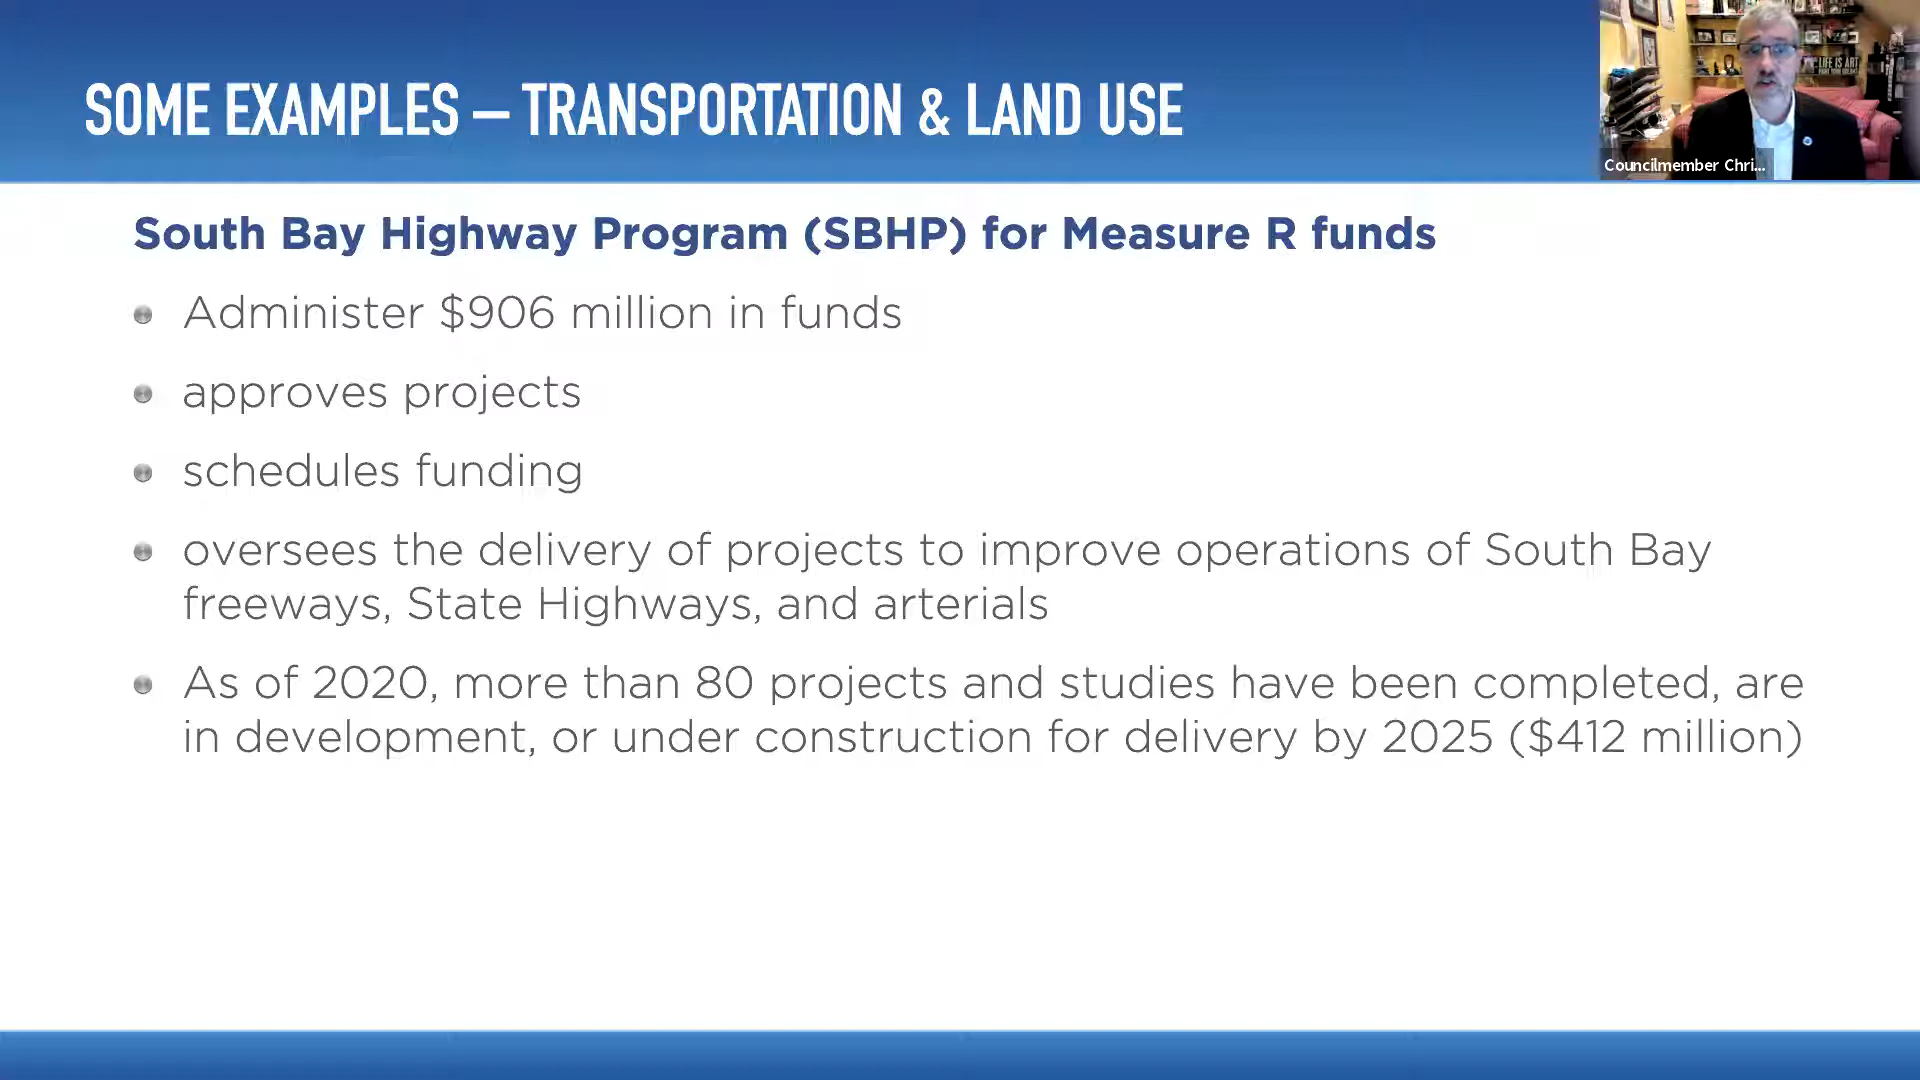 SOME EXAMPLES – TRANSPORTATION & LAND USE
LIFE IS ART
Councilmember Chri...
South Bay Highway Program (SBHP) for Measure R funds
Administer $906 million in funds
approves projects
schedules funding
oversees the delivery of projects to improve operations of South Bay
freeways, State Highways, and arterials
As of 2020, more than 80 projects and studies have been completed, are
in development, or under construction for delivery by 2025 ($412 million)